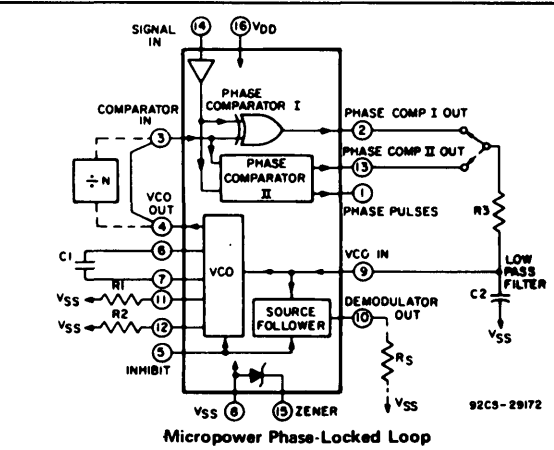 SIGNAL IN
14
16 VDD
PHASE COMPARATOR I
COMPARATOR IN
3
PHASE COMP I OUT
2
PHASE COMP II OUT
13
÷N
PHASE COMPARATOR II
1
PHASE PULSES
VCO OUT
4
R3
6
C1
VCO
VCO IN
9
LOW PASS FILTER
7
R1
VSS
11
C2
DEMODULATOR OUT
SOURCE FOLLOWER
10
R2
VSS
12
VSS
5
INHIBIT
RS
VSS 8
15 ZENER
VSS
92CS-29172
Micropower Phase-Locked Loop